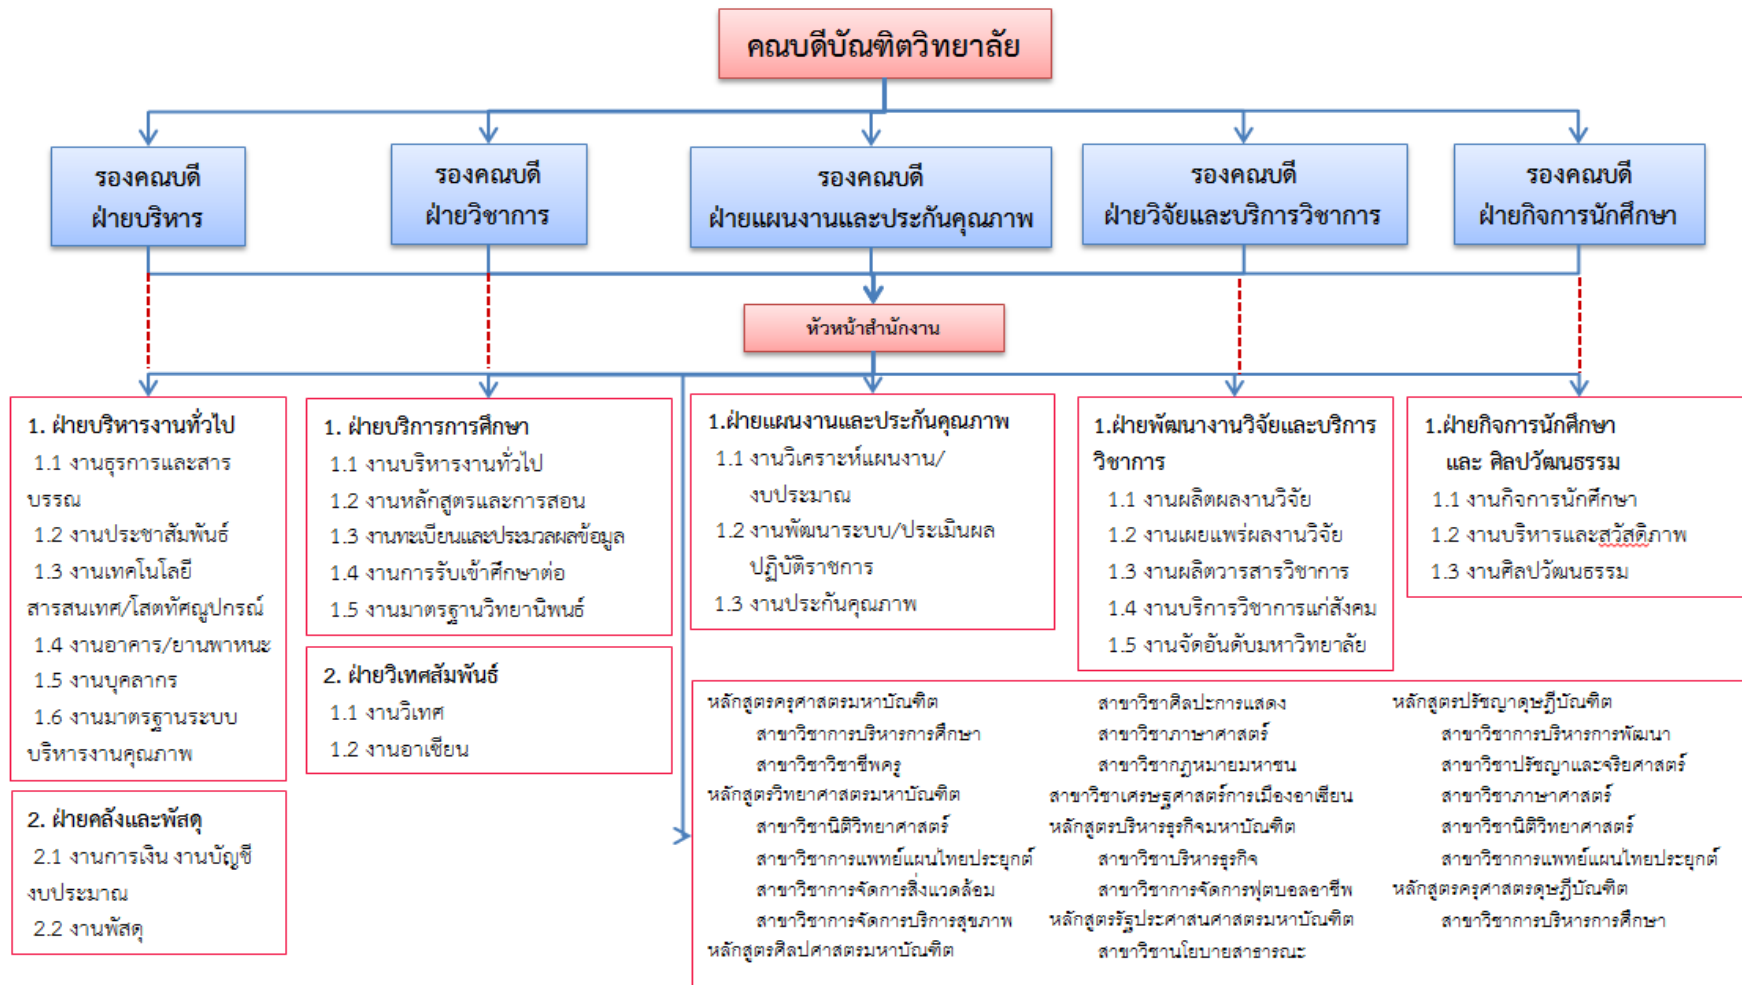 คณบดีบัณฑิตวิทยาลัย
รองคณบดี
ฝ่ายบริหาร
รองคณบดี
ฝ่ายวิชาการ
รองคณบดี
ฝ่ายแผนงานและประกันคุณภาพ
รองคณบดี
ฝ่ายวิจัยและบริการวิชาการ
รองคณบดี
ฝ่ายกิจการนักศึกษา
หัวหน้าสำนักงาน
1. ฝ่ายบริหารงานทั่วไป
1.1 งานธุรการและสาร
บรรณ
1.2 งานประชาสัมพันธ์
1.3 งานเทคโนโลยี
สารสนเทศ/โสตทัศณูปกรณ์
1.4 งานอาคาร/ยานพาหนะ
1.5 งานบุคลากร
1.6 งานมาตรฐานระบบ
บริหารงานคุณภาพ
2. ฝ่ายคลังและพัสดุ
2.1 งานการเงิน งานบัญชี
งบประมาณ
2.2 งานพัสดุ
1. ฝ่ายบริการการศึกษา
1.1 งานบริหารงานทั่วไป
1.2 งานหลักสูตรและการสอน
1.3 งานทะเบียนและประมวลผลข้อมูล
1.4 งานการรับเข้าศึกษาต่อ
1.5 งานมาตรฐานวิทยานิพนธ์
2. ฝ่ายวิเทศสัมพันธ์
1.1 งานวิเทศ
1.2 งานอาเซียน
1.ฝ่ายแผนงานและประกันคุณภาพ
1.1 งานวิเคราะห์แผนงาน/
งบประมาณ
1.2 งานพัฒนาระบบ/ประเมินผล
ปฏิบัติราชการ
1.3 งานประกันคุณภาพ
1.ฝ่ายพัฒนางานวิจัยและบริการ
วิชาการ
1.1 งานผลิตผลงานวิจัย
1.2 งานเผยแพร่ผลงานวิจัย
1.3 งานผลิตวารสารวิชาการ
1.4 งานบริการวิชาการแก่สังคม
1.5 งานจัดอันดับมหาวิทยาลัย
1.ฝ่ายกิจการนักศึกษา
และ ศิลปวัฒนธรรม
1.1 งานกิจการนักศึกษา
1.2 งานบริหารและสวัสดิภาพ
1.3 งานศิลปวัฒนธรรม
หลักสูตรครุศาสตรมหาบัณฑิต
สาขาวิชาการบริหารการศึกษา
สาขาวิชาวิชาชีพครู
หลักสูตรวิทยาศาสตรมหาบัณฑิต
สาขาวิชานิติวิทยาศาสตร์
สาขาวิชาการแพทย์แผนไทยประยุกต์
สาขาวิชาการจัดการสิ่งแวดล้อม
สาขาวิชาการจัดการบริการสุขภาพ
หลักสูตรศิลปศาสตรมหาบัณฑิต
สาขาวิชาศิลปะการแสดง
สาขาวิชาภาษาศาสตร์
สาขาวิชากฎหมายมหาชน
สาขาวิชาเศรษฐศาสตร์การเมืองอาเซียน
หลักสูตรบริหารธุรกิจมหาบัณฑิต
สาขาวิชาบริหารธุรกิจ
สาขาวิชาการจัดการฟุตบอลอาชีพ
หลักสูตรรัฐประศาสนศาสตรมหาบัณฑิต
สาขาวิชานโยบายสาธารณะ
หลักสูตรปรัชญาดุษฎีบัณฑิต
สาขาวิชาการบริหารการพัฒนา
สาขาวิชาปรัชญาและจริยศาสตร์
สาขาวิชาภาษาศาสตร์
สาขาวิชานิติวิทยาศาสตร์
สาขาวิชาการแพทย์แผนไทยประยุกต์
หลักสูตรครุศาสตรดุษฎีบัณฑิต
สาขาวิชาการบริหารการศึกษา